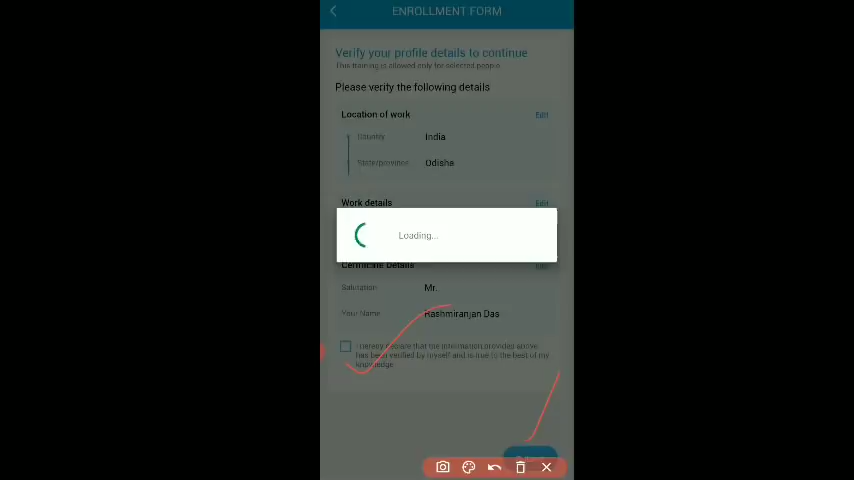 ENROLLMENT FORM
Verify your profile details to continue
This training is allowed only for selected people
Please verify the following details
Location of work Edit
Country India
State/province Odisha
Work details Edit
Loading...
Certificate Details Edit
Salutation Mr.
Your Name Rashmiranjan Das
I hereby declare that the information provided above
has been verified by myself and is true to the best of my
knowledge